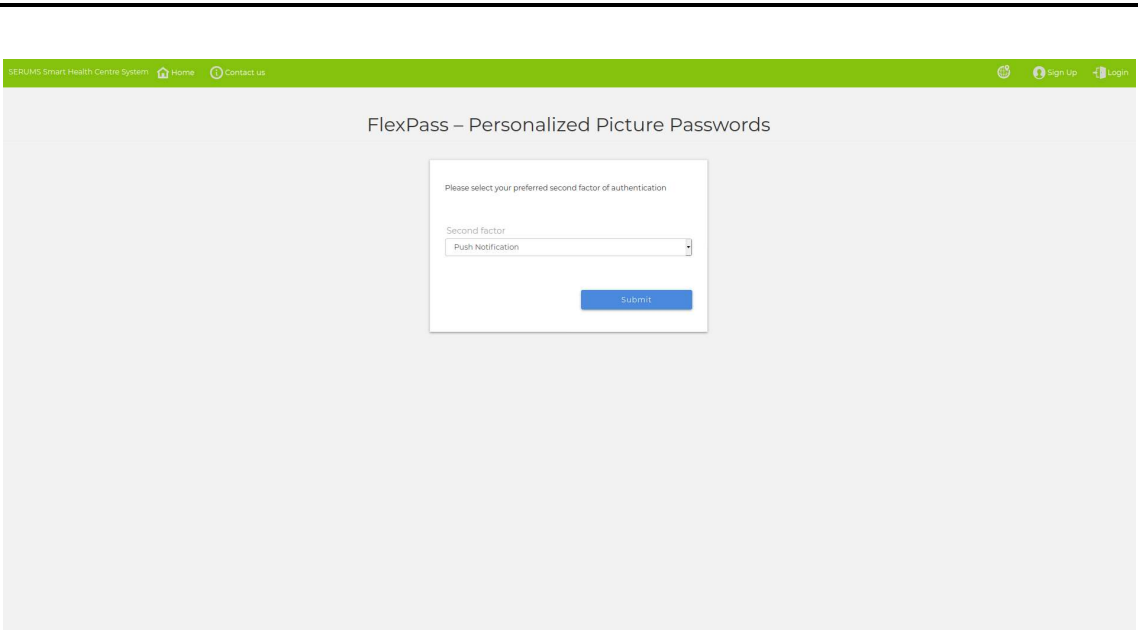 SERUMS Smart Health Centre System Home Contact us Sign Up Login
FlexPass – Personalized Picture Passwords
Please select your preferred second factor of authentication
Second factor
Push Notification
Submit